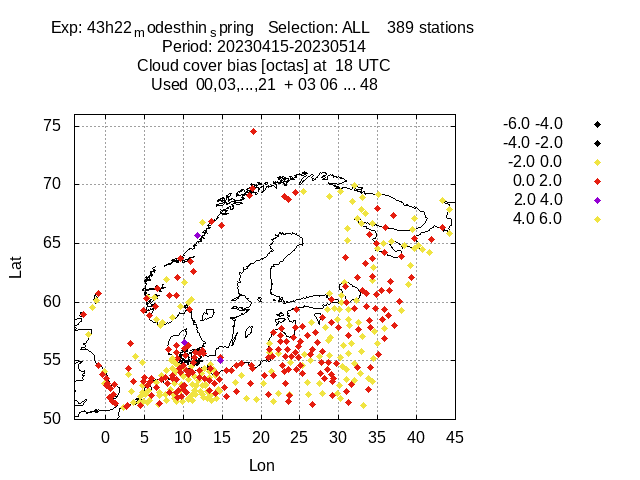 Exp: 43h22modesthinspring   Selection: ALL    389 stations
Period: 20230415-20230514
Cloud cover bias [octas] at  18 UTC
Used  00,03,...,21  + 03 06 ... 48
-6.0 -4.0
-4.0 -2.0
-2.0 0.0
0.0 2.0
2.0 4.0
4.0 6.0
75
70
65
60
55
50
Lat
0 5 10 15 20 25 30 35 40 45
Lon